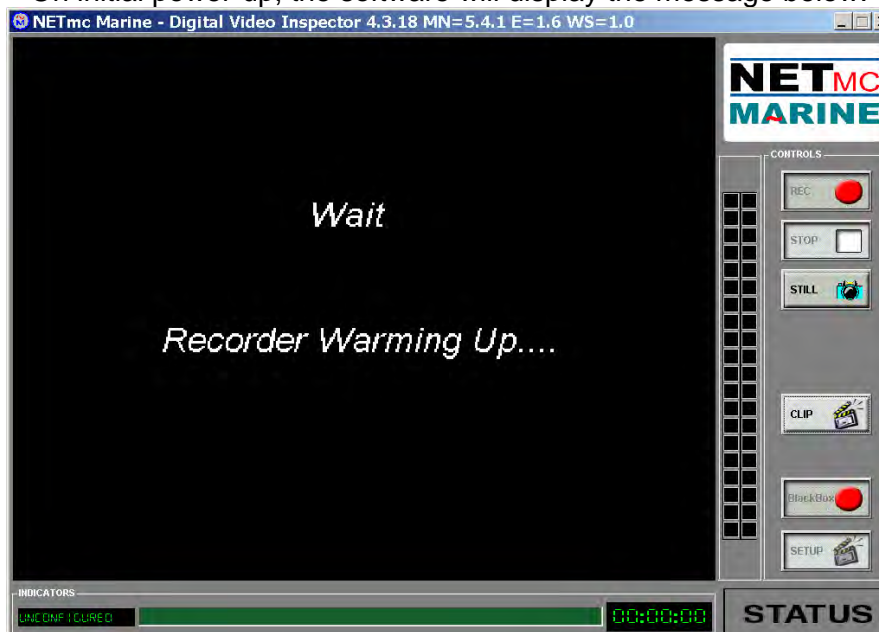 On initial power up, the software will display the message below.
NETmc Marine - Digital Video Inspector 4.3.18 MN=5.4.1 E=1.6 WS=1.0
NETMC
MARINE
CONTROLS
REC
STOP
STILL
Wait
Recorder Warming Up....
CLIP
BlackBox
SETUP
INDICATORS
UNCONFIGURED
00:00:00
STATUS